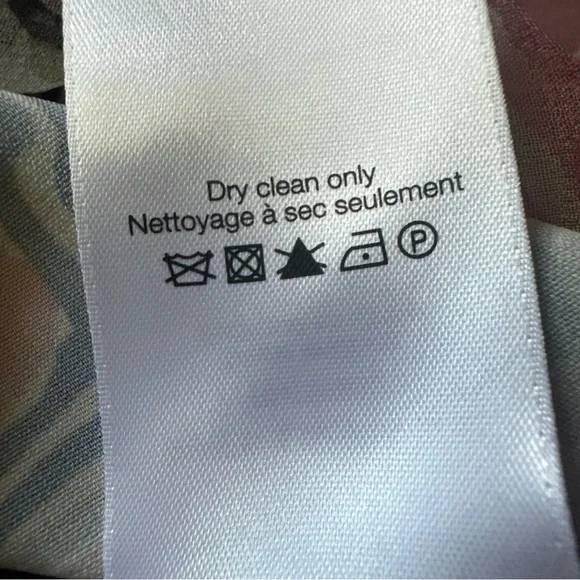 Dry clean only
Nettoyage à sec seulement
P